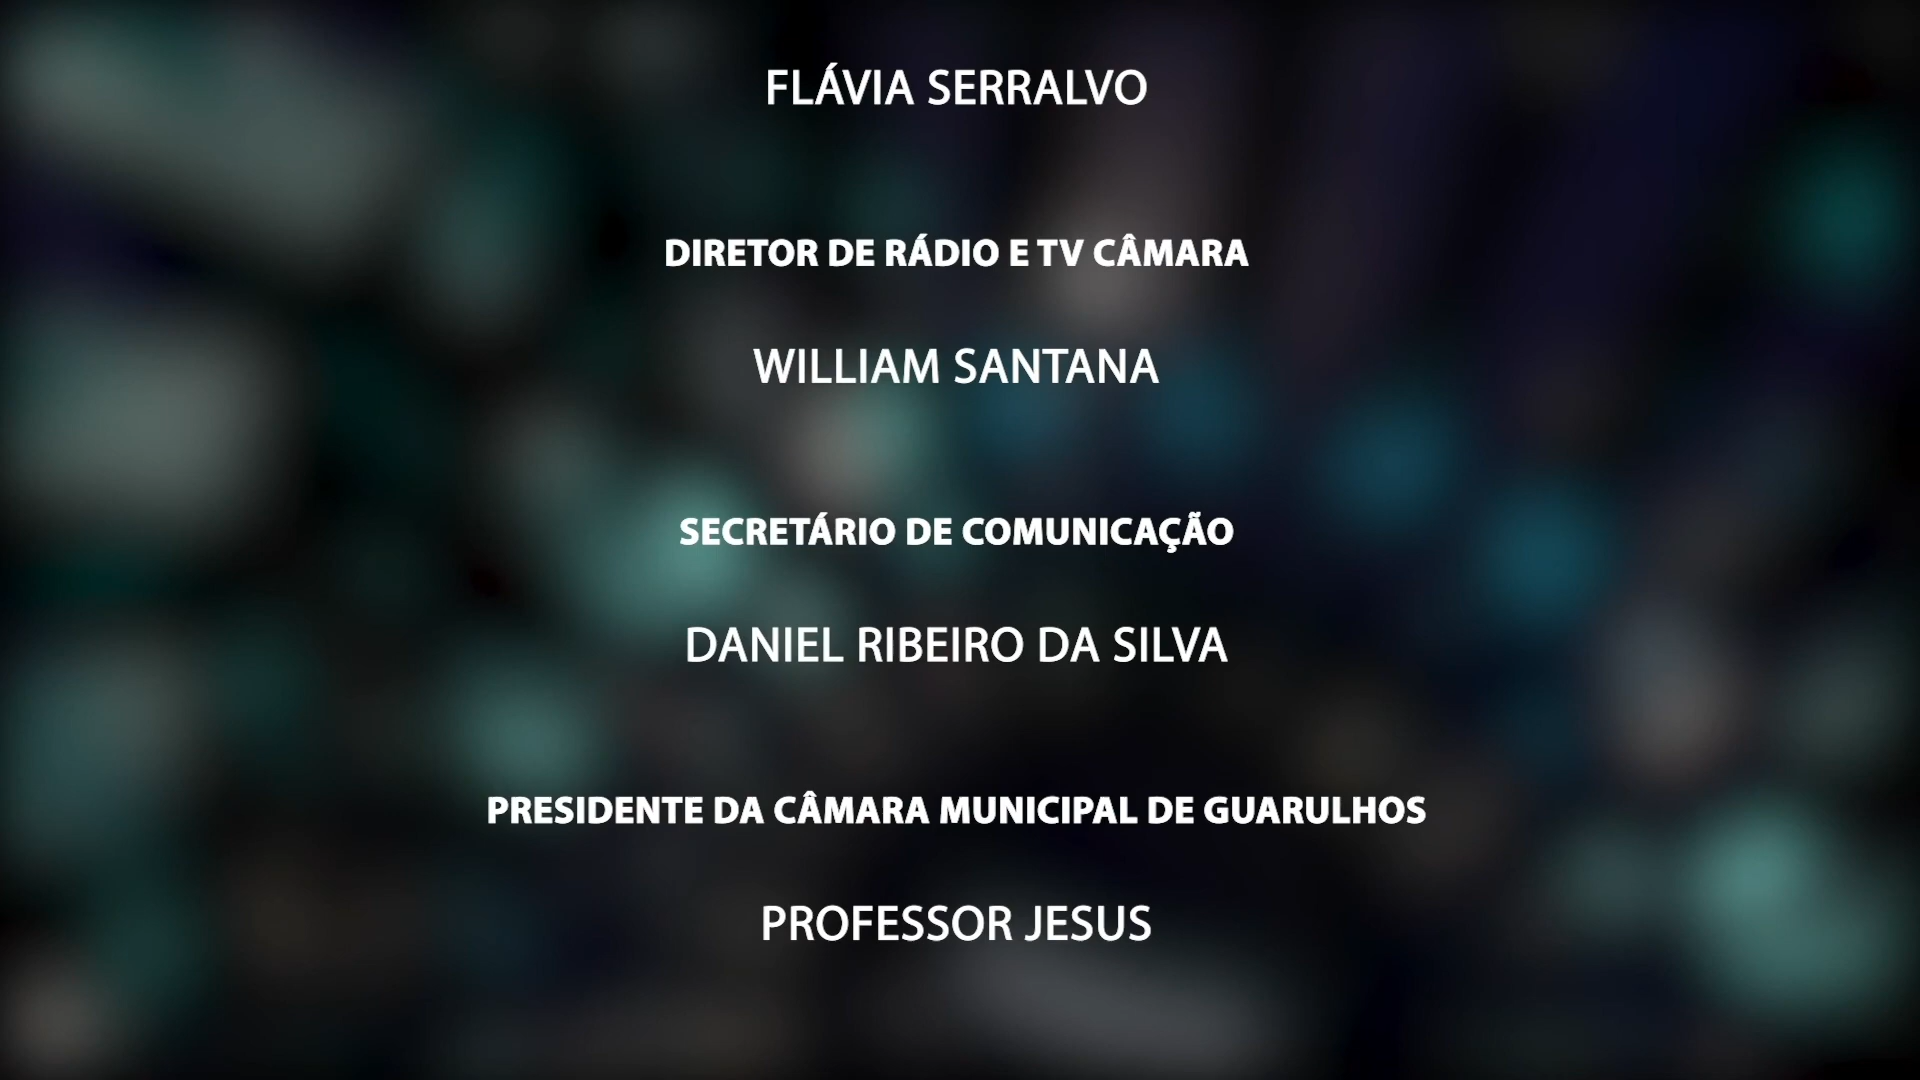 FLÁVIA SERRALVO
DIRETOR DE RÁDIO E TV CÂMARA
WILLIAM SANTANA
SECRETÁRIO DE COMUNICAÇÃO
DANIEL RIBEIRO DA SILVA
PRESIDENTE DA CÂMARA MUNICIPAL DE GUARULHOS
PROFESSOR JESUS